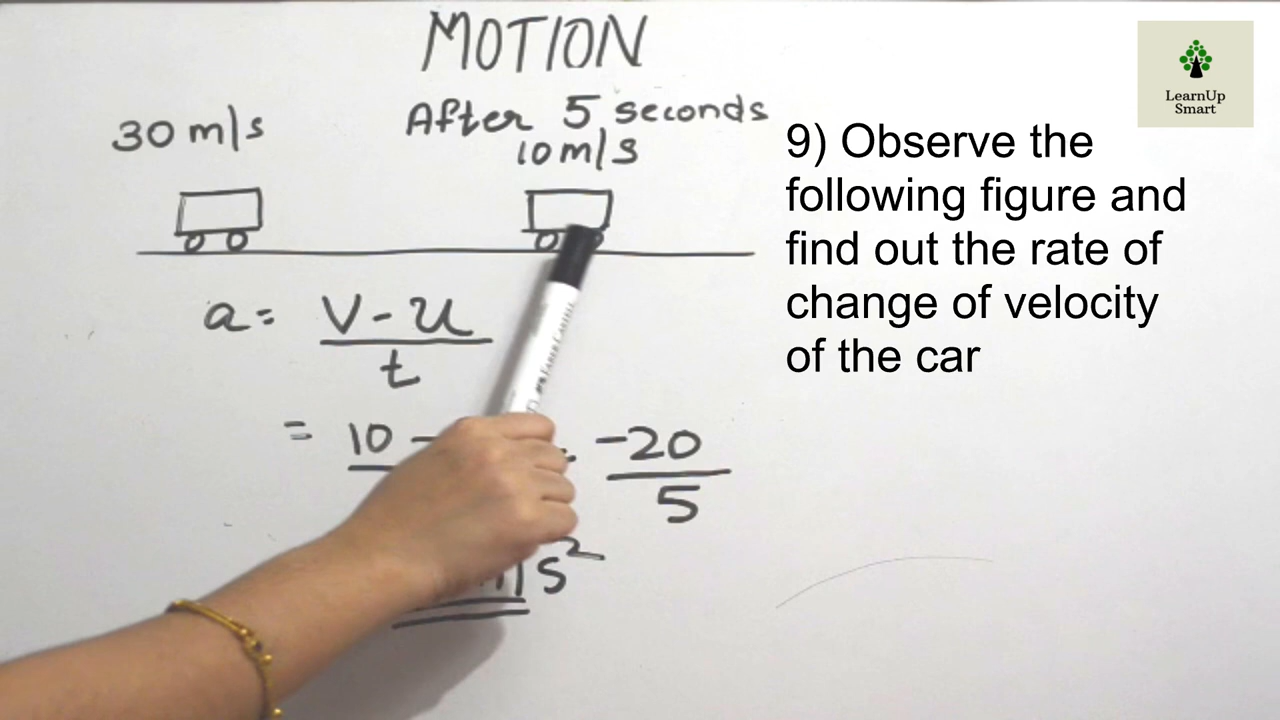 MOTION
30 m/s
After 5 seconds
10 m/s
a = v - u
t
= 10 - = -20
5
s²
LearnUp
Smart
9) Observe the
following figure and
find out the rate of
change of velocity
of the car